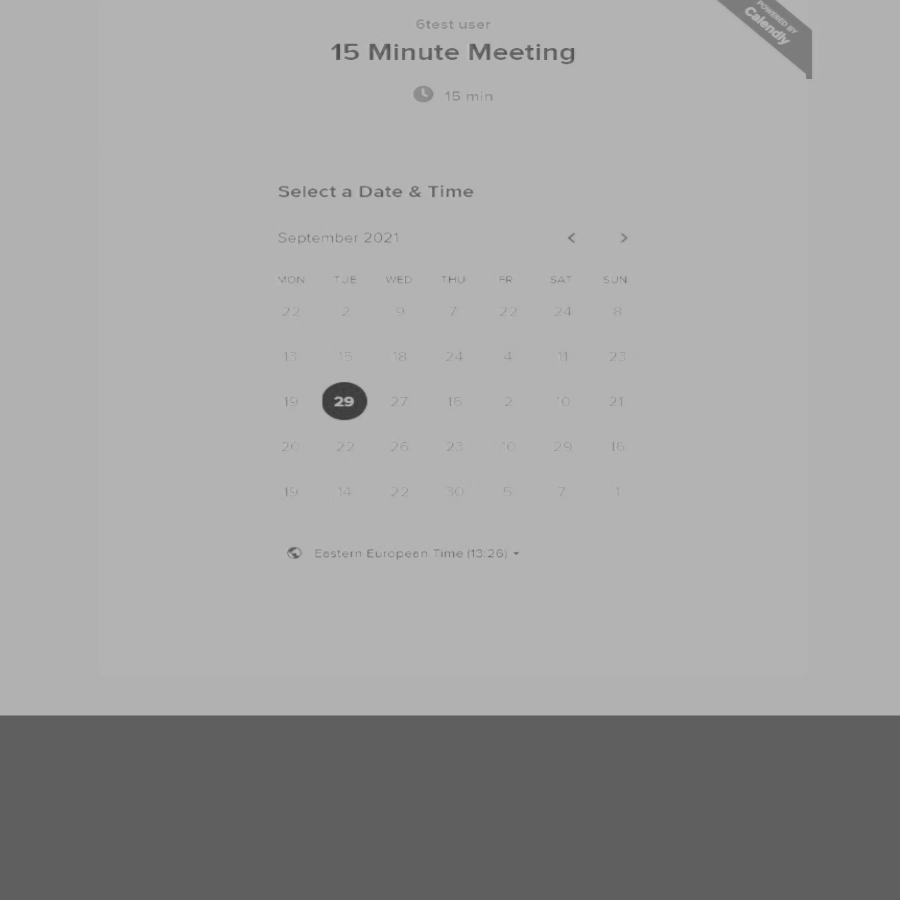 POWERED BY
Calendly
6test user
15 Minute Meeting
15 min
Select a Date & Time
September 2021
MON TUE WED THU FR SAT SUN
22 2 9 7 22 24 8
13 15 18 24 4 11 23
19 29 27 15 2 10 21
20 22 26 23 10 29 16
19 14 22 30 5 7 1
Eastern European Time (13:26)